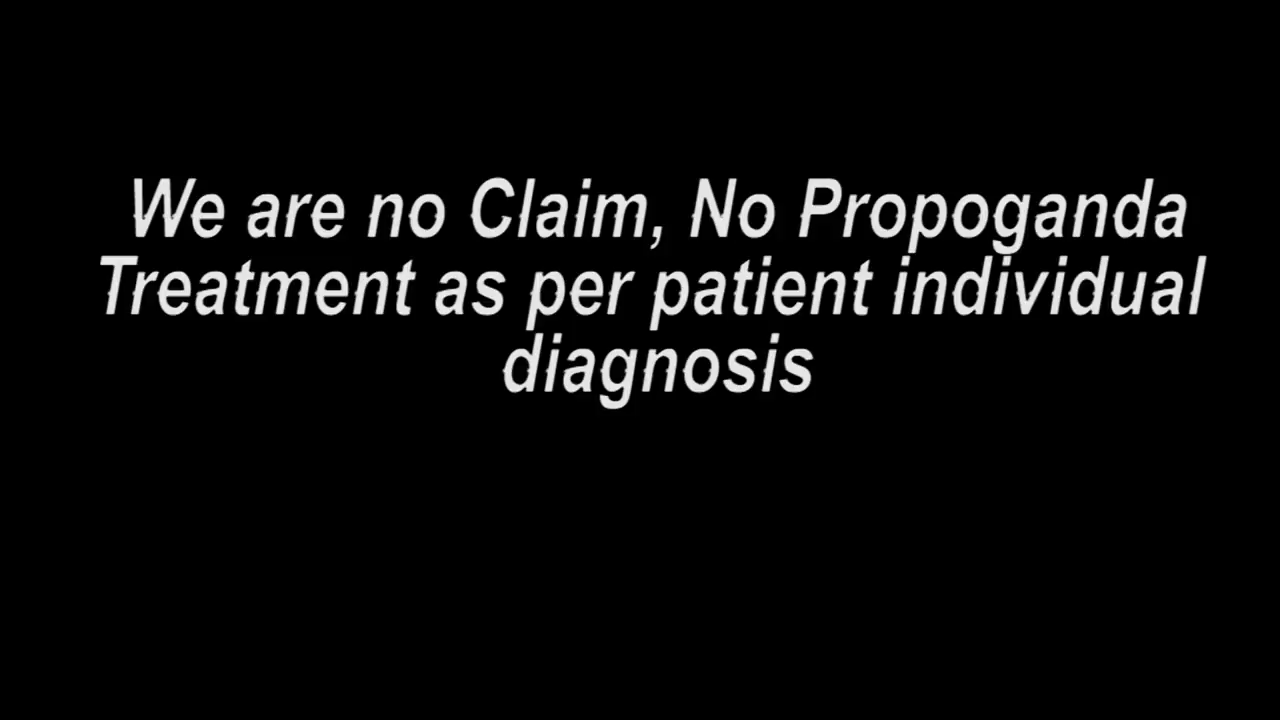 We are no Claim, No Propoganda
Treatment as per patient individual
diagnosis